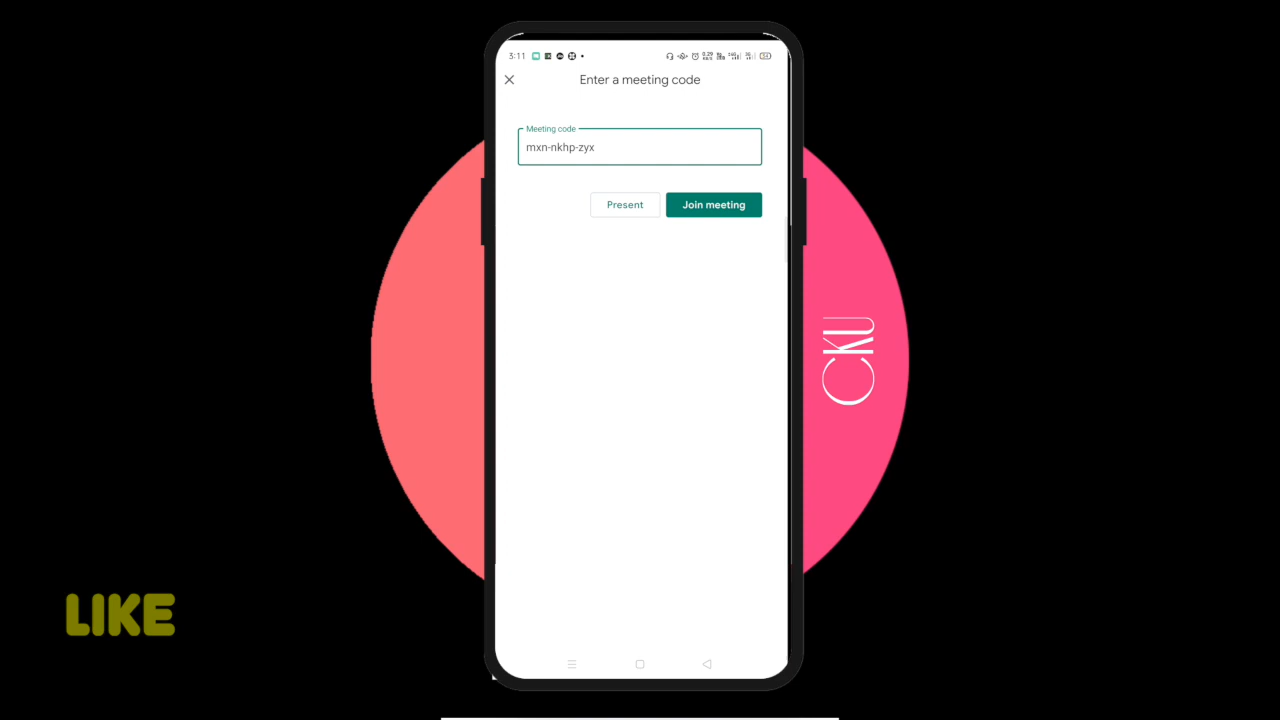 3:11
Enter a meeting code
Meeting code
mxn-nkhp-zyx
Present
Join meeting
CKU
LIKE